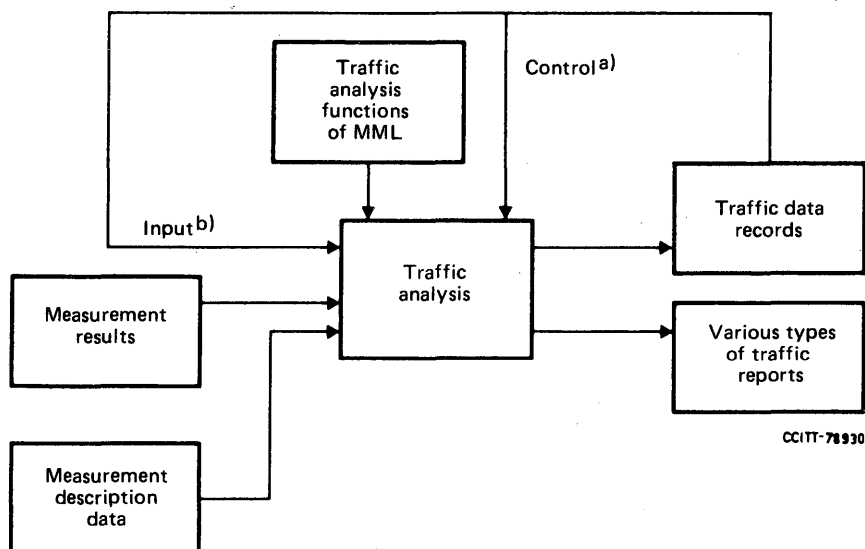 Traffic
analysis
functions
of MML
Control a)
Input b)
Traffic data
records
Traffic
analysis
Measurement
results
Various types
of traffic
reports
CCITT-78930
Measurement
description
data